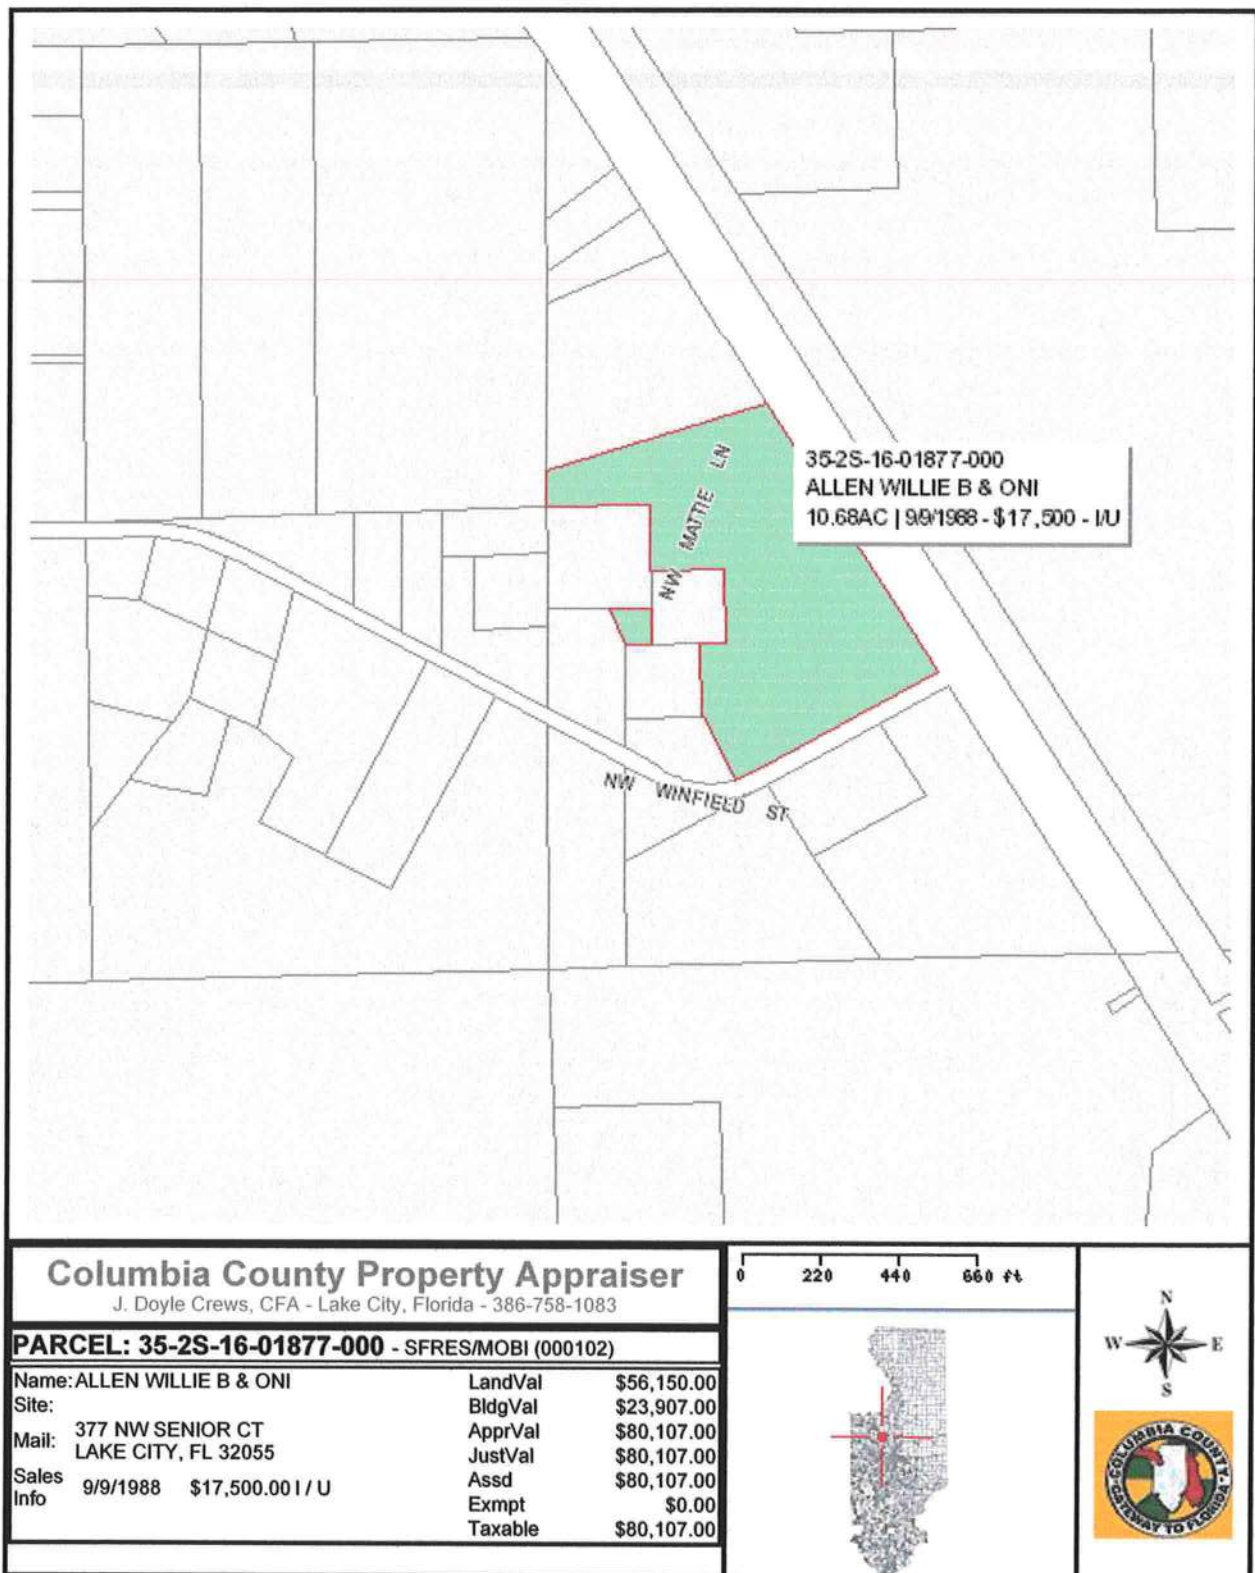 NW MATTIE LN
35-2S-16-01877-000
ALLEN WILLIE B & ONI
10.68AC | 9/9/1988 - $17,500 - I/U
NW WINFIELD ST
Columbia County Property Appraiser
J. Doyle Crews, CFA - Lake City, Florida - 386-758-1083
PARCEL: 35-2S-16-01877-000 - SFRES/MOBI (000102)
Name: ALLEN WILLIE B & ONI
Site:
Mail: 377 NW SENIOR CT
LAKE CITY, FL 32055
Sales Info 9/9/1988 $17,500.00 I / U
LandVal $56,150.00
BldgVal $23,907.00
ApprVal $80,107.00
JustVal $80,107.00
Assd $80,107.00
Exmpt $0.00
Taxable $80,107.00
0 220 440 660 ft
N
W E
S
COLUMBIA COUNTY
GATEWAY TO FLORIDA